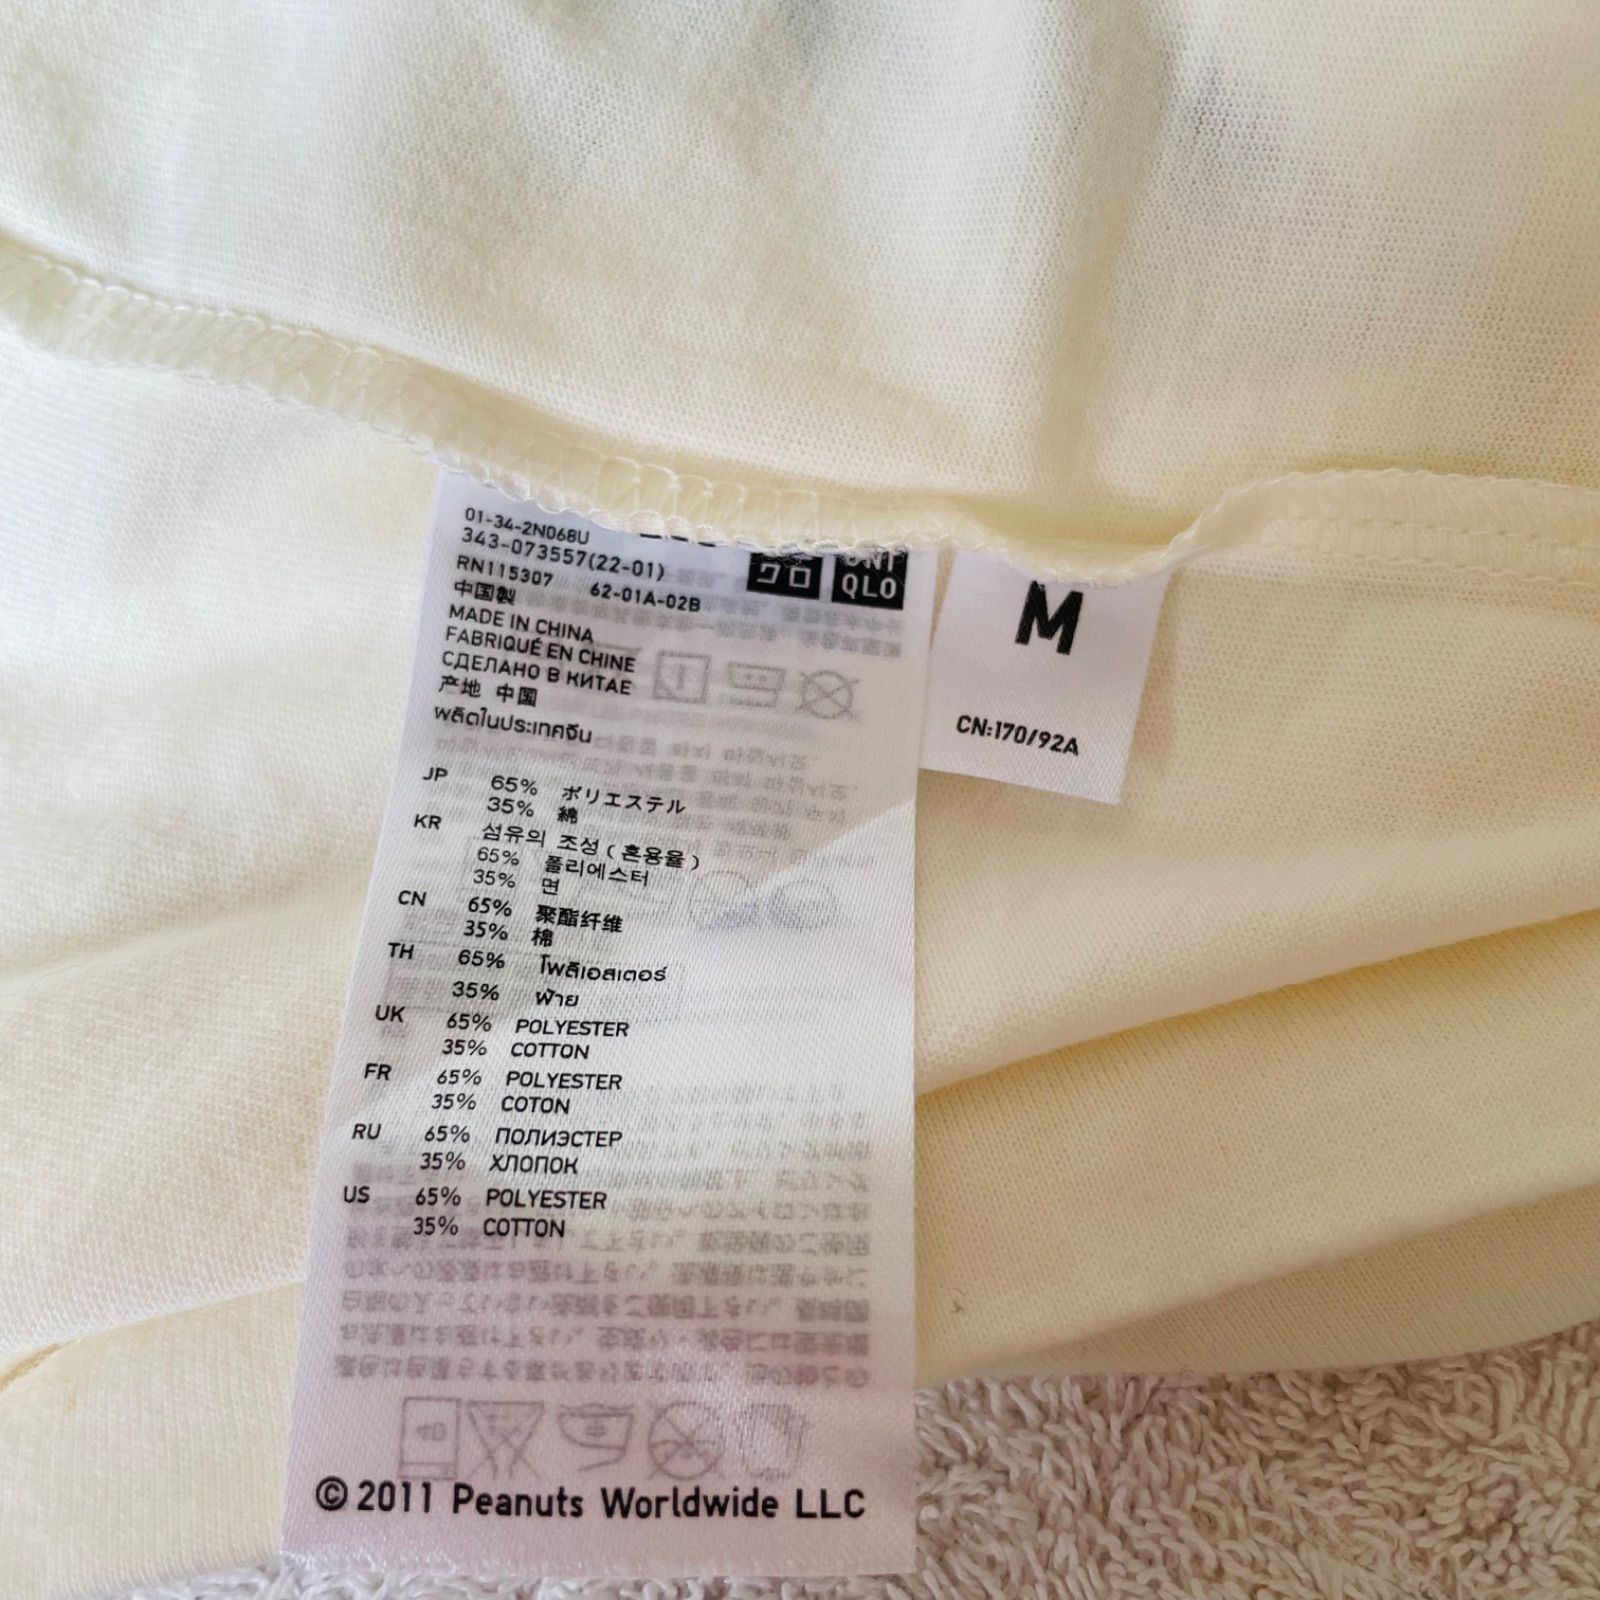 01-34-2N068U
343-073557(22-01)
RN115307 62-01A-02B
クロ
UNI
QLO
中国製
MADE IN CHINA
FABRIQUÉ EN CHINE
СДЕЛАНО В КИТАЕ
产地 中国
ผลิตในประเทศจีน
M
CN:170/92A
JP 65% ポリエステル
35% 綿
KR 섬유의 조성 ( 혼용율 )
65% 폴리에스터
35% 면
CN 65% 聚酯纤维
35% 棉
TH 65% โพลีเอสเตอร์
35% ฝ้าย
UK 65% POLYESTER
35% COTTON
FR 65% POLYESTER
35% COTON
RU 65% ПОЛИЭСТЕР
35% ХЛОПОК
US 65% POLYESTER
35% COTTON
© 2011 Peanuts Worldwide LLC